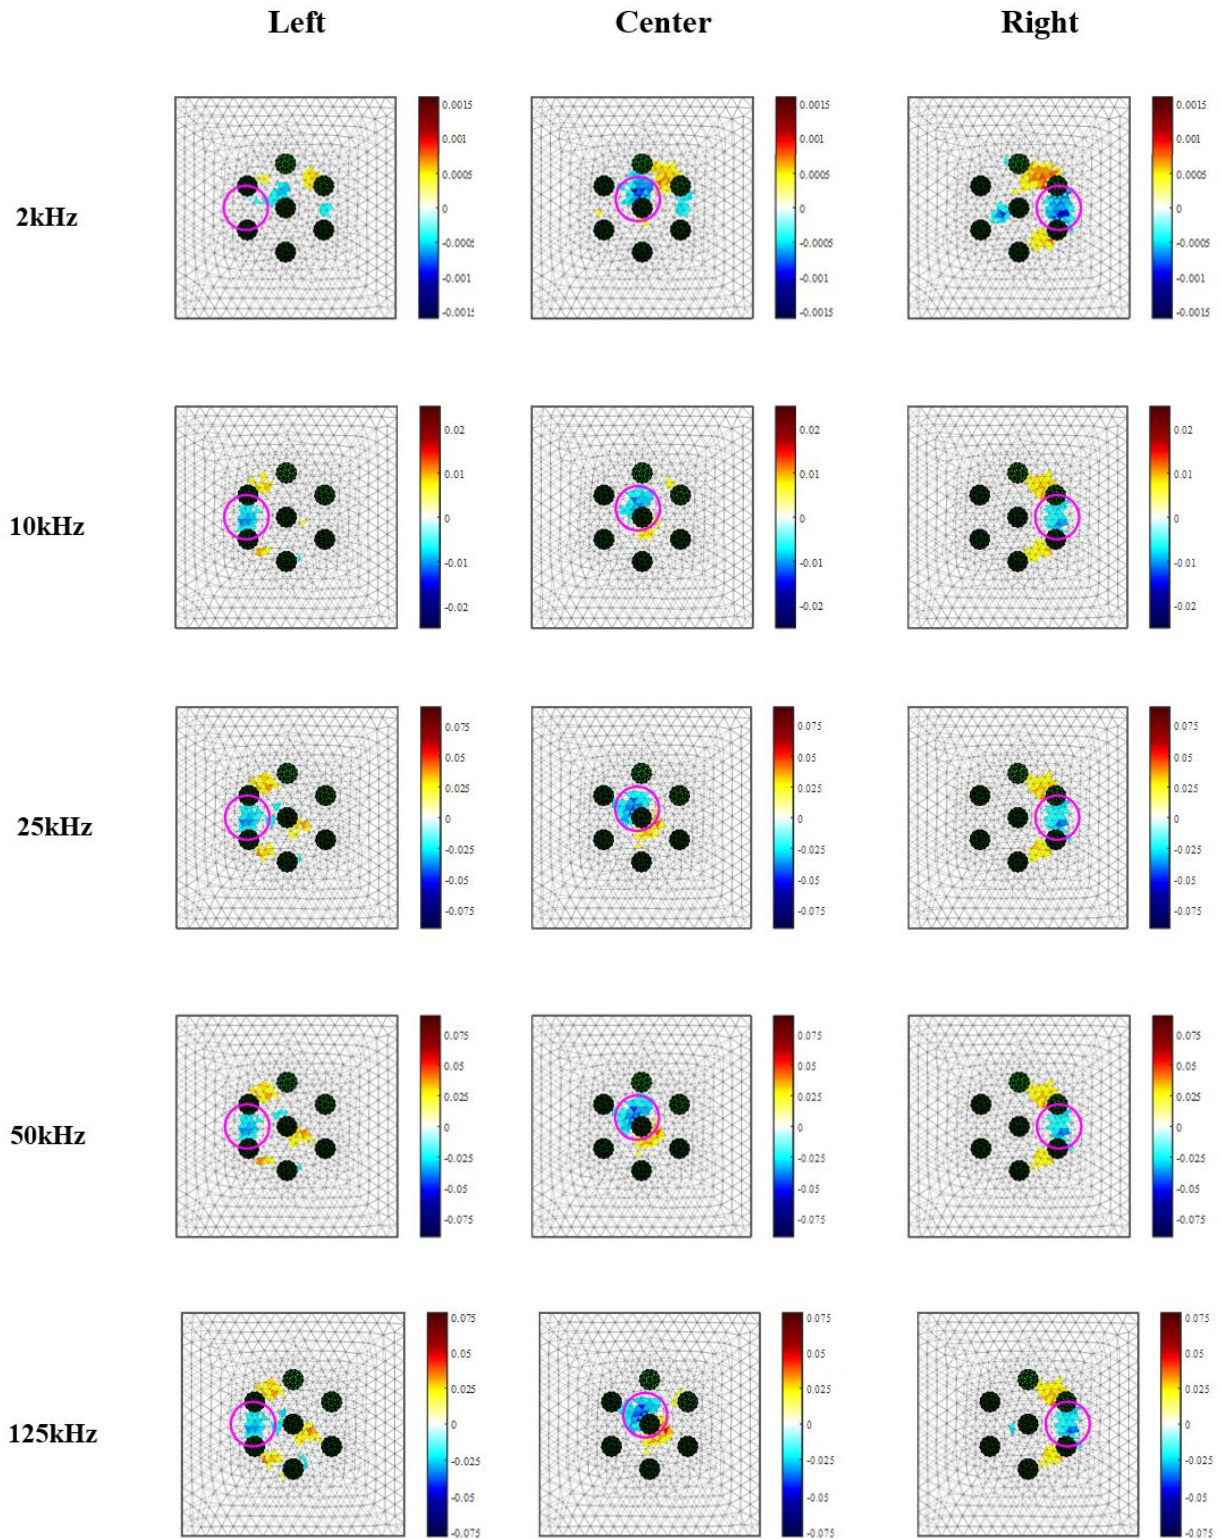 Left Center Right
0.0015 0.0015 0.0015
0.001 0.001 0.001
0.0005 0.0005 0.0005
2kHz 0 0 0
-0.0005 -0.0005 -0.0005
-0.001 -0.001 -0.001
-0.0015 -0.0015 -0.0015
0.02 0.02 0.02
0.01 0.01 0.01
10kHz 0 0 0
-0.01 -0.01 -0.01
-0.02 -0.02 -0.02
0.075 0.075 0.075
0.05 0.05 0.05
0.025 0.025 0.025
25kHz 0 0 0
-0.025 -0.025 -0.025
-0.05 -0.05 -0.05
-0.075 -0.075 -0.075
0.075 0.075 0.075
0.05 0.05 0.05
0.025 0.025 0.025
50kHz 0 0 0
-0.025 -0.025 -0.025
-0.05 -0.05 -0.05
-0.075 -0.075 -0.075
0.075 0.075 0.075
0.05 0.05 0.05
0.025 0.025 0.025
125kHz 0 0 0
-0.025 -0.025 -0.025
-0.05 -0.05 -0.05
-0.075 -0.075 -0.075